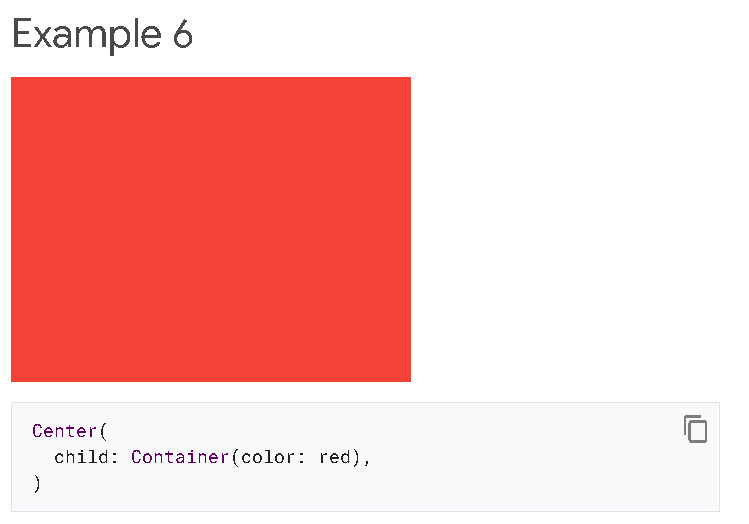 Example 6
Center(
  child: Container(color: red),
)